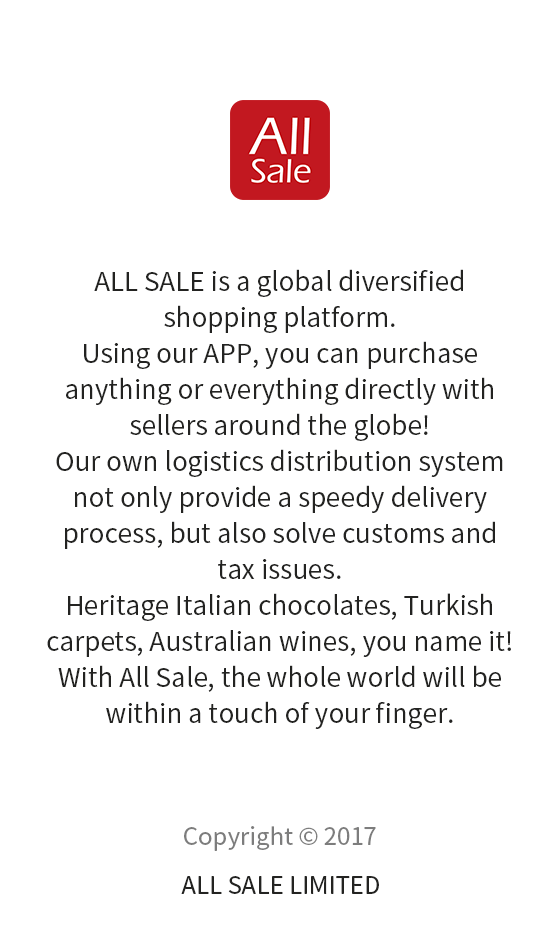 All
Sale
ALL SALE is a global diversified
shopping platform.
Using our APP, you can purchase
anything or everything directly with
sellers around the globe!
Our own logistics distribution system
not only provide a speedy delivery
process, but also solve customs and
tax issues.
Heritage Italian chocolates, Turkish
carpets, Australian wines, you name it!
With All Sale, the whole world will be
within a touch of your finger.
Copyright © 2017
ALL SALE LIMITED